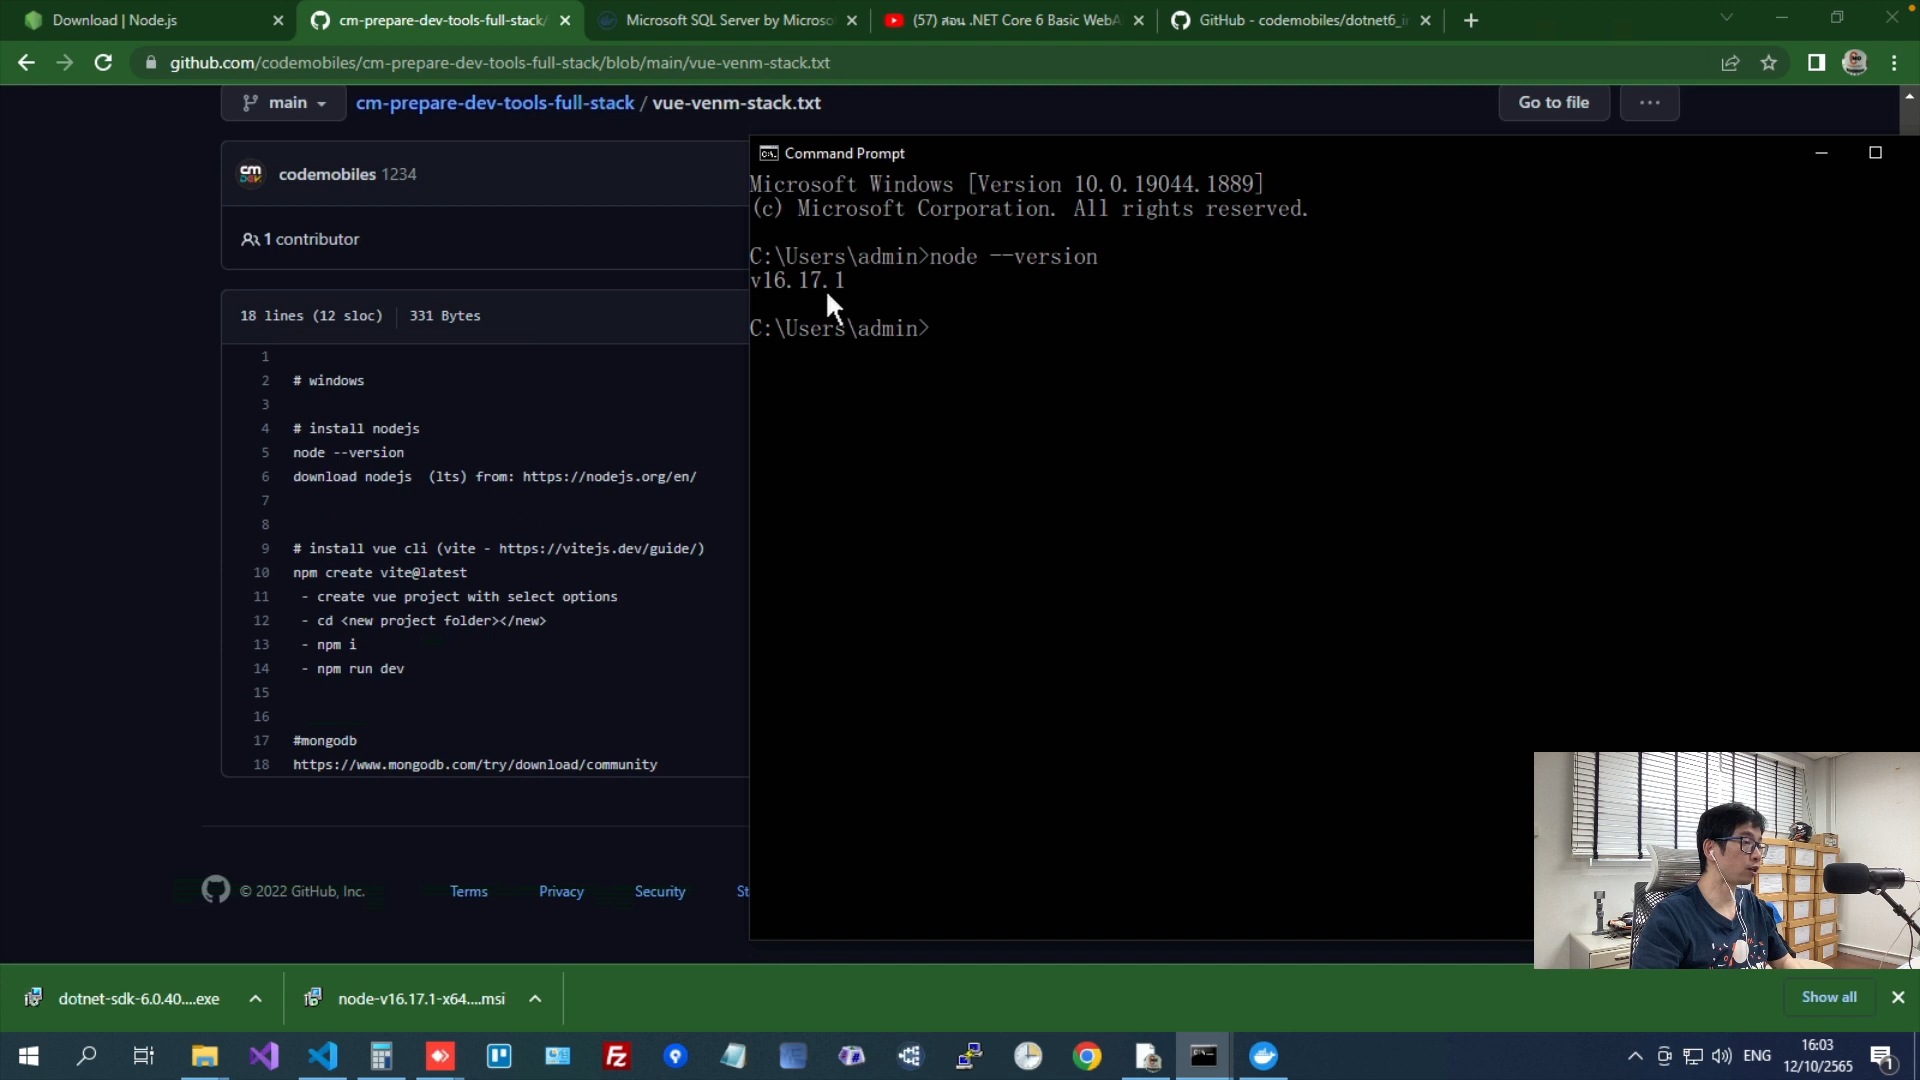 Download | Node.js
cm-prepare-dev-tools-full-stack/
Microsoft SQL Server by Microso
(57) สอน .NET Core 6 Basic WebA
GitHub - codemobiles/dotnet6_in
github.com/codemobiles/cm-prepare-dev-tools-full-stack/blob/main/vue-venm-stack.txt
main
cm-prepare-dev-tools-full-stack / vue-venm-stack.txt
Go to file
Command Prompt
cm DEV
codemobiles 1234
1 contributor
Microsoft Windows [Version 10.0.19044.1889]
(c) Microsoft Corporation. All rights reserved.
C:\Users\admin>node --version
v16.17.1
C:\Users\admin>
18 lines (12 sloc)
331 Bytes
1
2 # windows
3
4 # install nodejs
5 node --version
6 download nodejs  (lts) from: https://nodejs.org/en/
7
8
9 # install vue cli (vite - https://vitejs.dev/guide/)
10 npm create vite@latest
11 - create vue project with select options
12 - cd <new project folder></new>
13 - npm i
14 - npm run dev
15
16
17 #mongodb
18 https://www.mongodb.com/try/download/community
© 2022 GitHub, Inc.
Terms
Privacy
Security
St
dotnet-sdk-6.0.40....exe
node-v16.17.1-x64....msi
Show all
ENG
16:03
12/10/2565
1